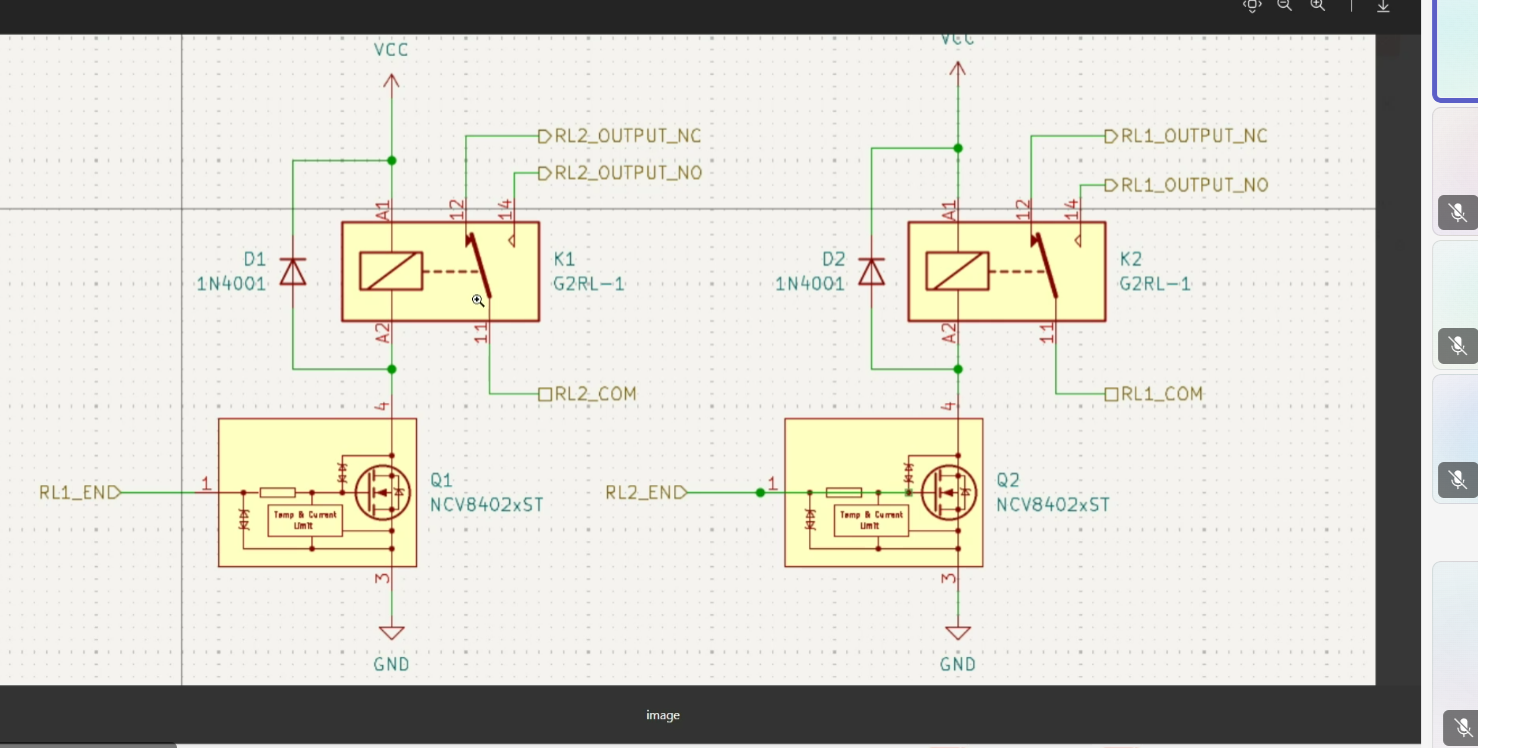 VCC
VCC
RL2_OUTPUT_NC
RL1_OUTPUT_NC
RL2_OUTPUT_NO
RL1_OUTPUT_NO
A1
12
14
A1
12
14
D1
1N4001
K1
G2RL-1
D2
1N4001
K2
G2RL-1
A2
11
A2
11
RL2_COM
RL1_COM
4
4
RL1_END
1
Q1
NCV8402xST
RL2_END
1
Q2
NCV8402xST
Temp & Current
Limit
Temp & Current
Limit
3
3
GND
GND
image